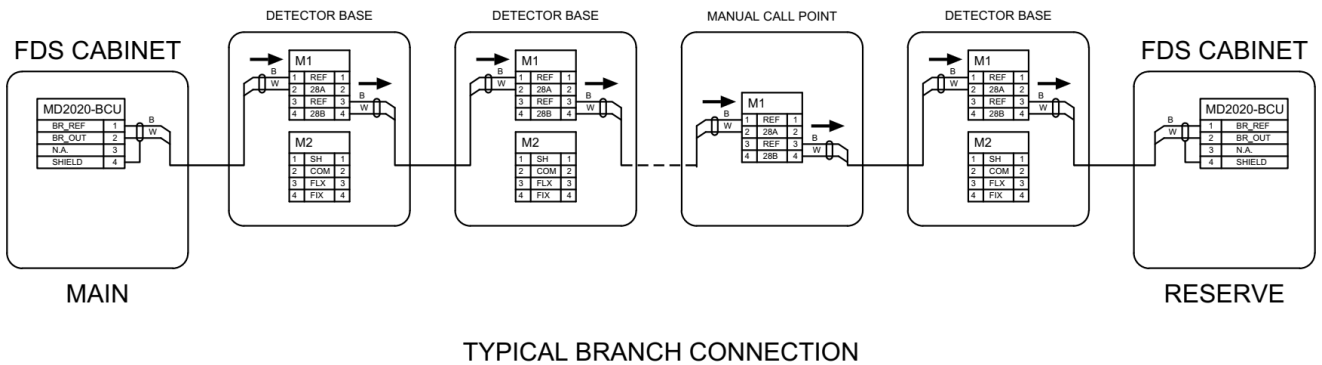 DETECTOR BASE
DETECTOR BASE
MANUAL CALL POINT
DETECTOR BASE
FDS CABINET
MD2020-BCU
BR_REF 1 B
BR_OUT 2 W
N.A. 3
SHIELD 4
MAIN
M1
B 1 REF 1
W 2 28A 2
3 REF 3 B
4 28B 4 W
M2
1 SH 1
2 COM 2
3 FLX 3
4 FIX 4
M1
B 1 REF 1
W 2 28A 2
3 REF 3 B
4 28B 4 W
M2
1 SH 1
2 COM 2
3 FLX 3
4 FIX 4
M1
B 1 REF 1
W 2 28A 2
3 REF 3 B
4 28B 4 W
M1
B 1 REF 1
W 2 28A 2
3 REF 3 B
4 28B 4 W
M2
1 SH 1
2 COM 2
3 FLX 3
4 FIX 4
FDS CABINET
MD2020-BCU
B 1 BR_REF
W 2 BR_OUT
3 N.A.
4 SHIELD
RESERVE
TYPICAL BRANCH CONNECTION